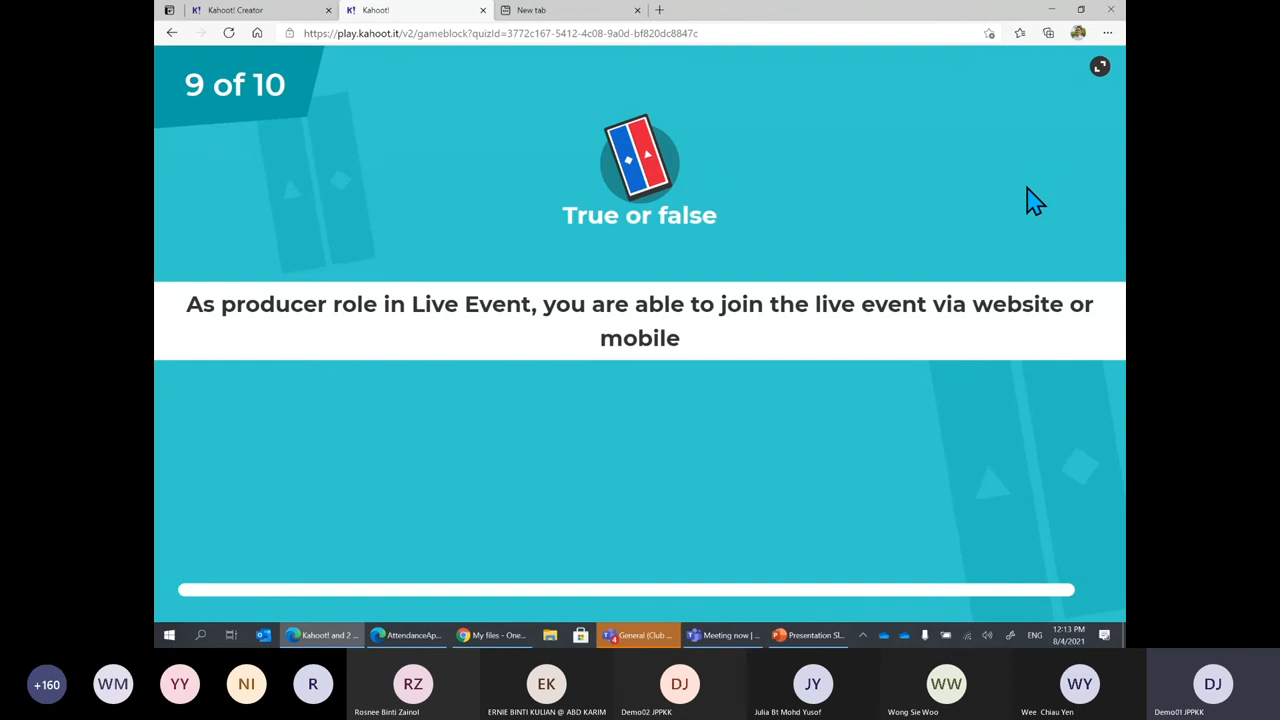 Kahoot! Creator
Kahoot!
New tab
https://play.kahoot.it/v2/gameblock?quizId=3772c167-5412-4c08-9a0d-bf820dc8847c
9 of 10
True or false
As producer role in Live Event, you are able to join the live event via website or
mobile
Kahoot! and 2 ...
AttendanceAp...
My files - One...
General (Club ...
Meeting now | ...
Presentation Sl...
ENG
12:13 PM
8/4/2021
+160
WM
YY
NI
R
RZ
EK
DJ
JY
WW
WY
DJ
Rosnee Binti Zainol
ERNIE BINTI KULIAN @ ABD KARIM
Demo02 JPPKK
Julia Bt Mohd Yusof
Wong Sie Woo
Wee Chiau Yen
Demo01 JPPKK